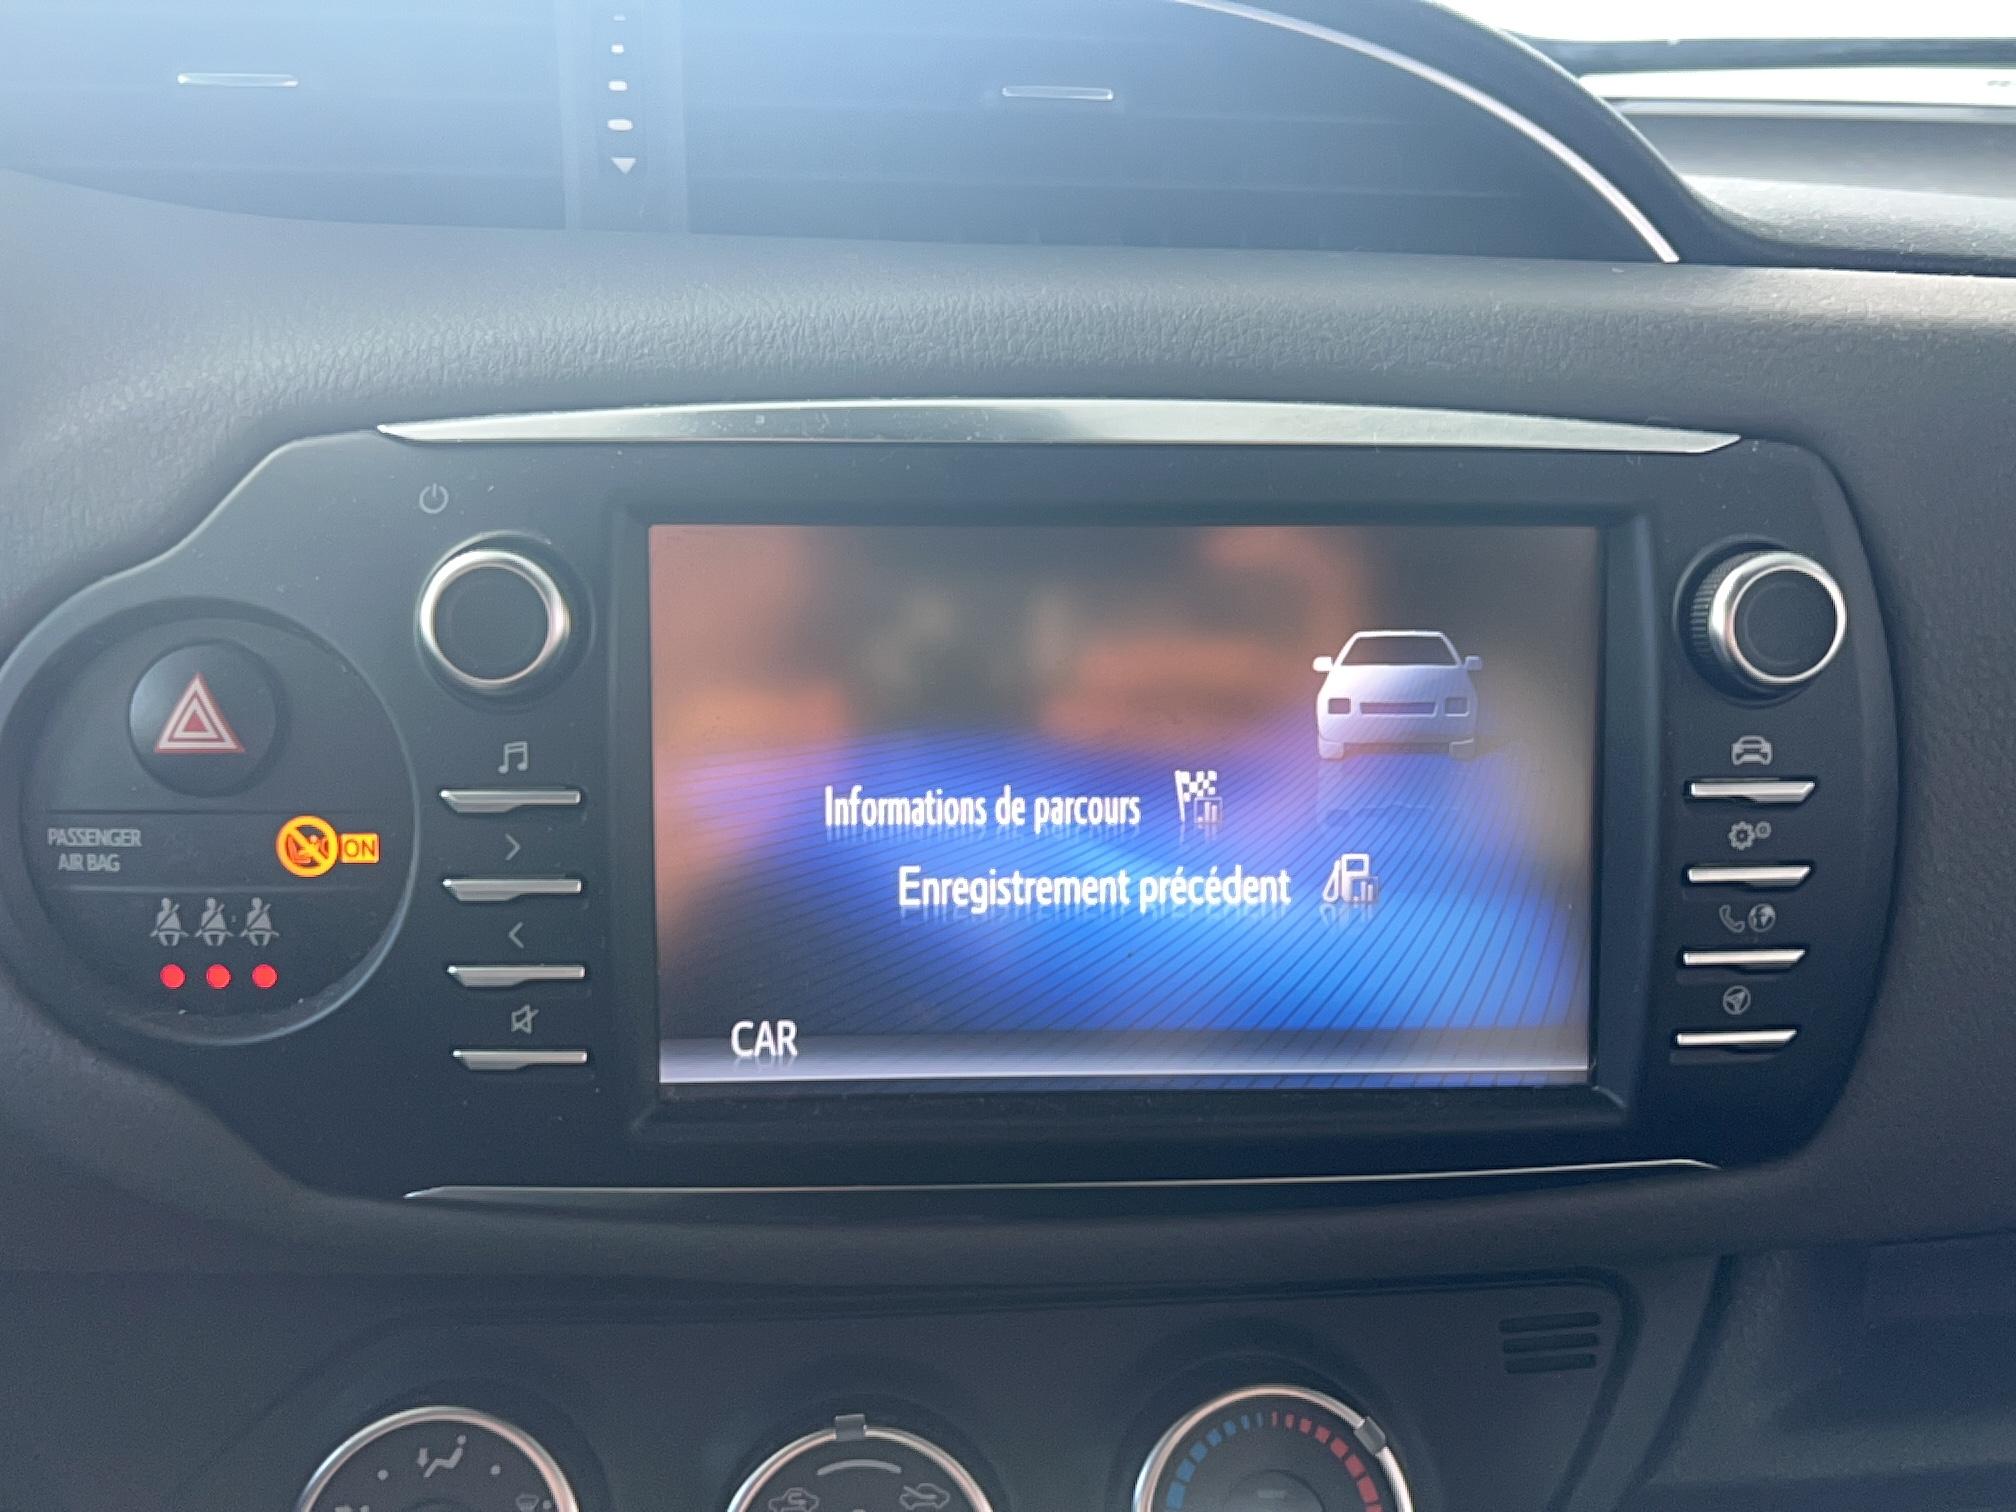 PASSENGER
AIR BAG
ON
Informations de parcours
Enregistrement précédent
CAR